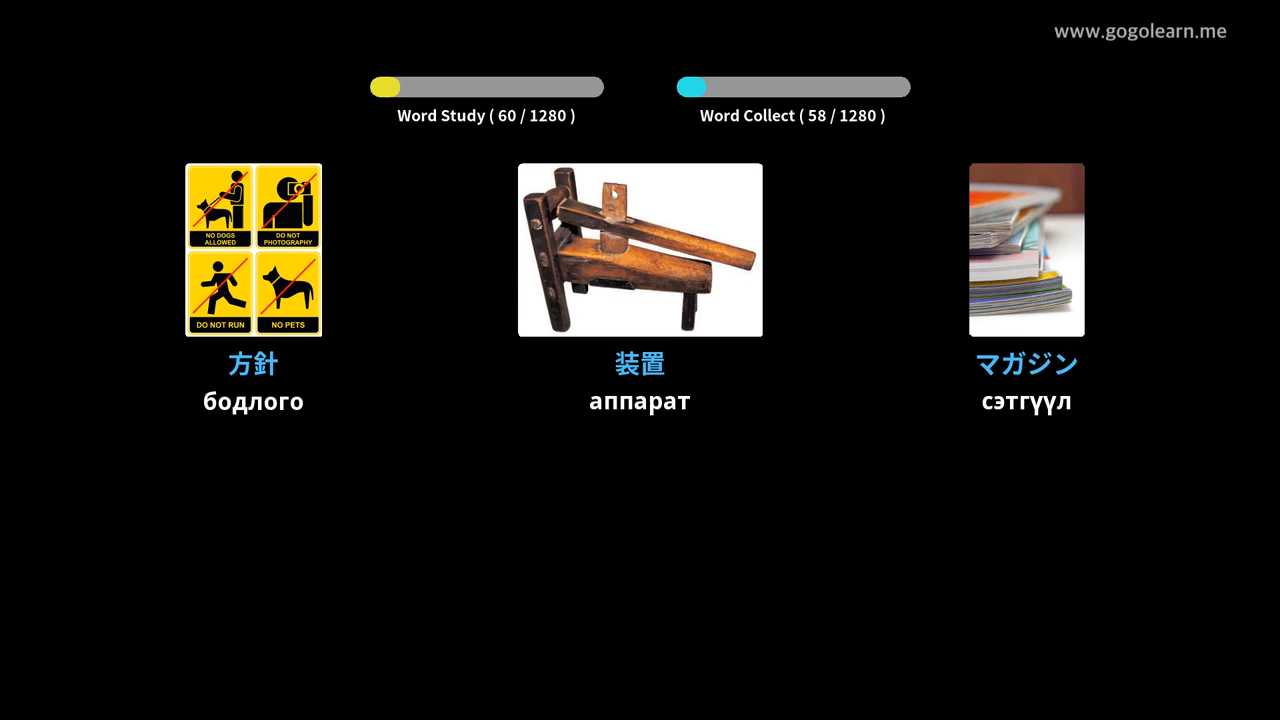 www.gogolearn.me
Word Study ( 60 / 1280 )
Word Collect ( 58 / 1280 )
NO DOGS
ALLOWED
DO NOT
PHOTOGRAPHY
DO NOT RUN
NO PETS
方針
装置
マガジン
бодлого
аппарат
сэтгүүл